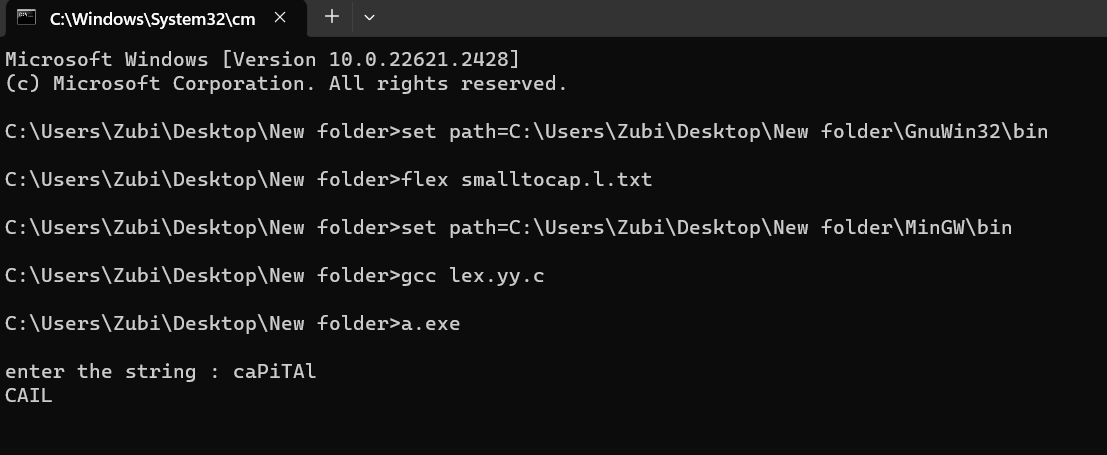 C:\Windows\System32\cm
Microsoft Windows [Version 10.0.22621.2428]
(c) Microsoft Corporation. All rights reserved.
C:\Users\Zubi\Desktop\New folder>set path=C:\Users\Zubi\Desktop\New folder\GnuWin32\bin
C:\Users\Zubi\Desktop\New folder>flex smalltocap.l.txt
C:\Users\Zubi\Desktop\New folder>set path=C:\Users\Zubi\Desktop\New folder\MinGW\bin
C:\Users\Zubi\Desktop\New folder>gcc lex.yy.c
C:\Users\Zubi\Desktop\New folder>a.exe
enter the string : caPiTAl
CAIL